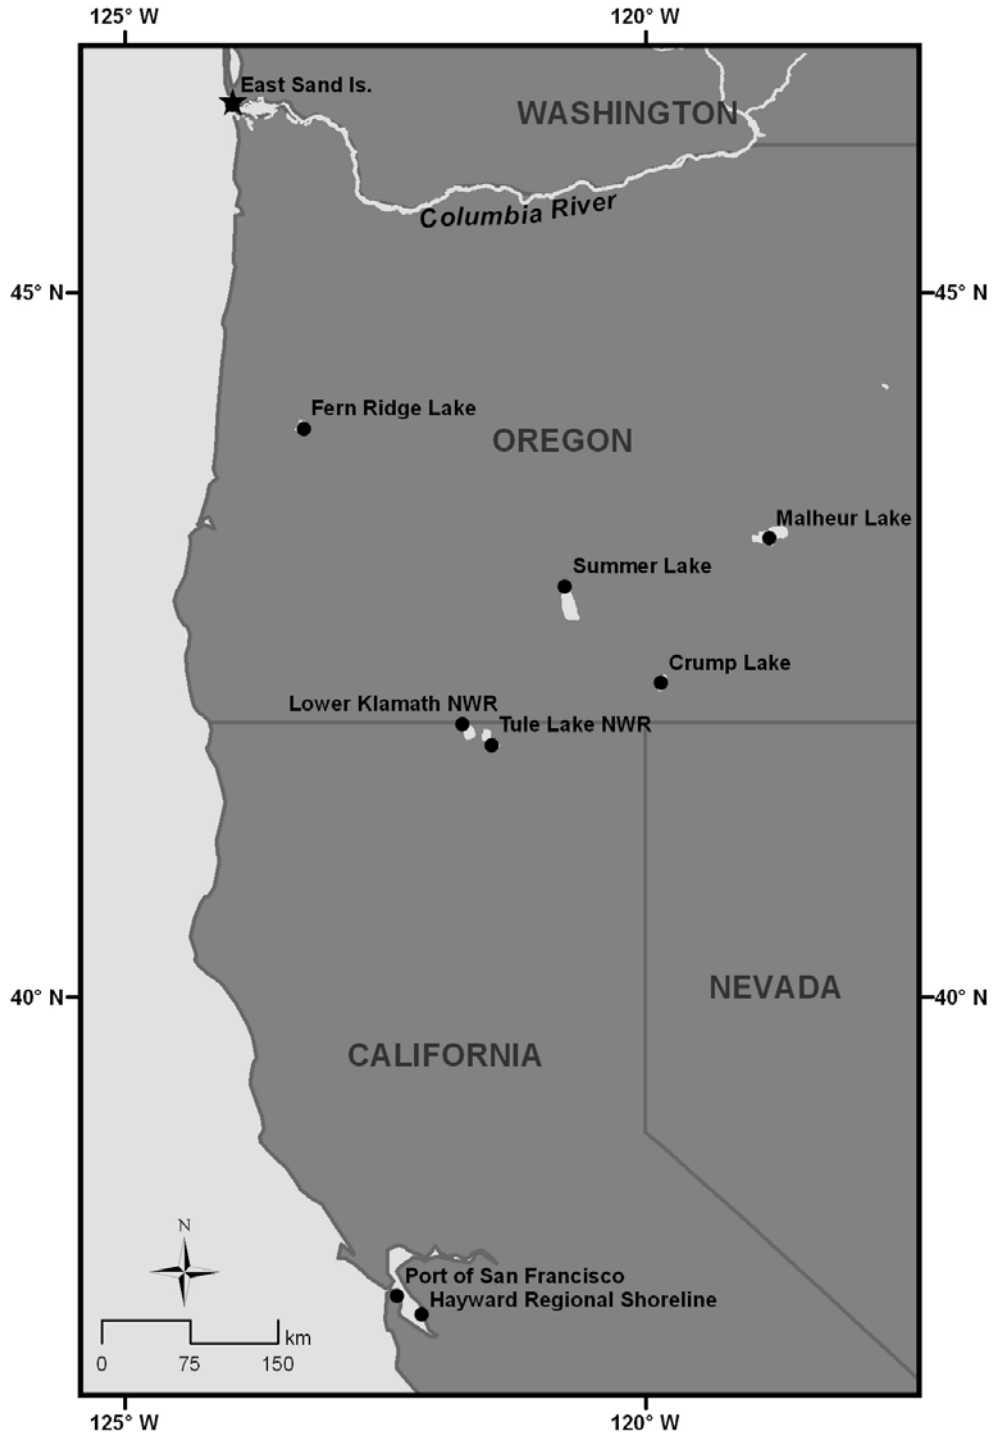 125° W 120° W
East Sand Is.
WASHINGTON
Columbia River
45° N 45° N
Fern Ridge Lake
OREGON
Malheur Lake
Summer Lake
Crump Lake
Lower Klamath NWR
Tule Lake NWR
40° N 40° N
NEVADA
CALIFORNIA
N
Port of San Francisco
Hayward Regional Shoreline
km
0 75 150
125° W 120° W